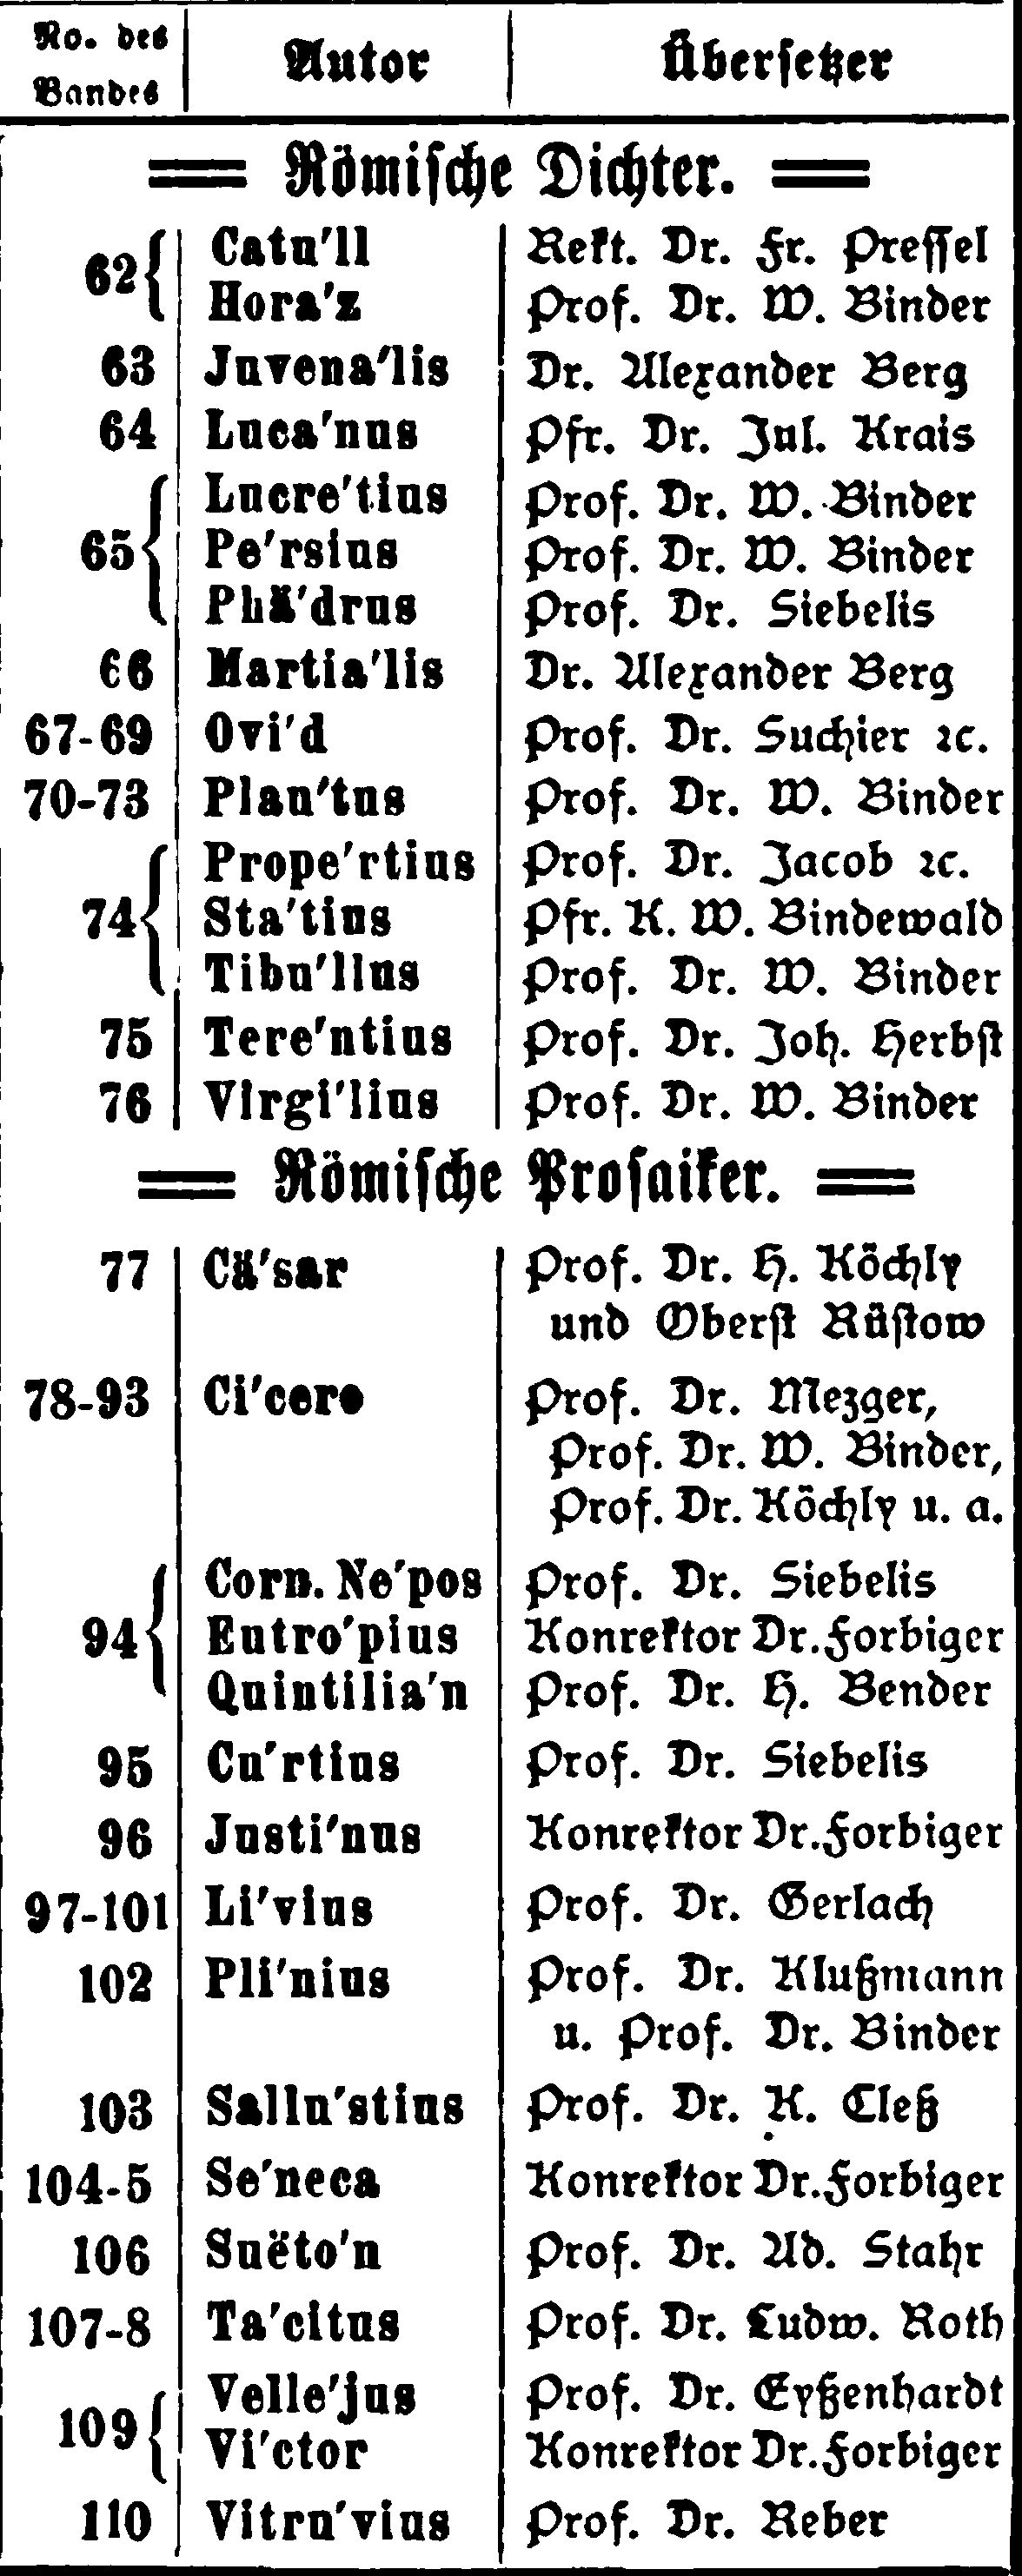 No. des Bandes Autor Übersetzer
Römische Dichter.
62 Catu'll Rekt. Dr. Fr. Pressel
Hora'z Prof. Dr. W. Binder
63 Juvena'lis Dr. Alexander Berg
64 Luca'nus Pfr. Dr. Jul. Krais
Lucre'tius Prof. Dr. W. Binder
65 Pe'rsius Prof. Dr. W. Binder
Phä'drus Prof. Dr. Siebelis
66 Martia'lis Dr. Alexander Berg
67-69 Ovi'd Prof. Dr. Suchier ꝛc.
70-73 Plau'tus Prof. Dr. W. Binder
Prope'rtius Prof. Dr. Jacob ꝛc.
74 Sta'tius Pfr. K. W. Bindewald
Tibu'llus Prof. Dr. W. Binder
75 Tere'ntius Prof. Dr. Joh. Herbst
76 Virgi'lius Prof. Dr. W. Binder
Römische Prosaiker.
77 Cä'sar Prof. Dr. H. Köchly
und Oberst Rüstow
78-93 Ci'cero Prof. Dr. Mezger,
Prof. Dr. W. Binder,
Prof. Dr. Köchly u. a.
Corn. Ne'pos Prof. Dr. Siebelis
94 Eutro'pius Konrektor Dr. Forbiger
Quintilia'n Prof. Dr. H. Bender
95 Cu'rtius Prof. Dr. Siebelis
96 Justi'nus Konrektor Dr. Forbiger
97-101 Li'vius Prof. Dr. Gerlach
102 Pli'nius Prof. Dr. Klußmann
u. Prof. Dr. Binder
103 Sallu'stius Prof. Dr. K. Cleß
104-5 Se'neca Konrektor Dr. Forbiger
106 Suëto'n Prof. Dr. Ad. Stahr
107-8 Ta'citus Prof. Dr. Ludw. Roth
109 Velle'jus Prof. Dr. Eyßenhardt
Vi'ctor Konrektor Dr. Forbiger
110 Vitru'vius Prof. Dr. Reber